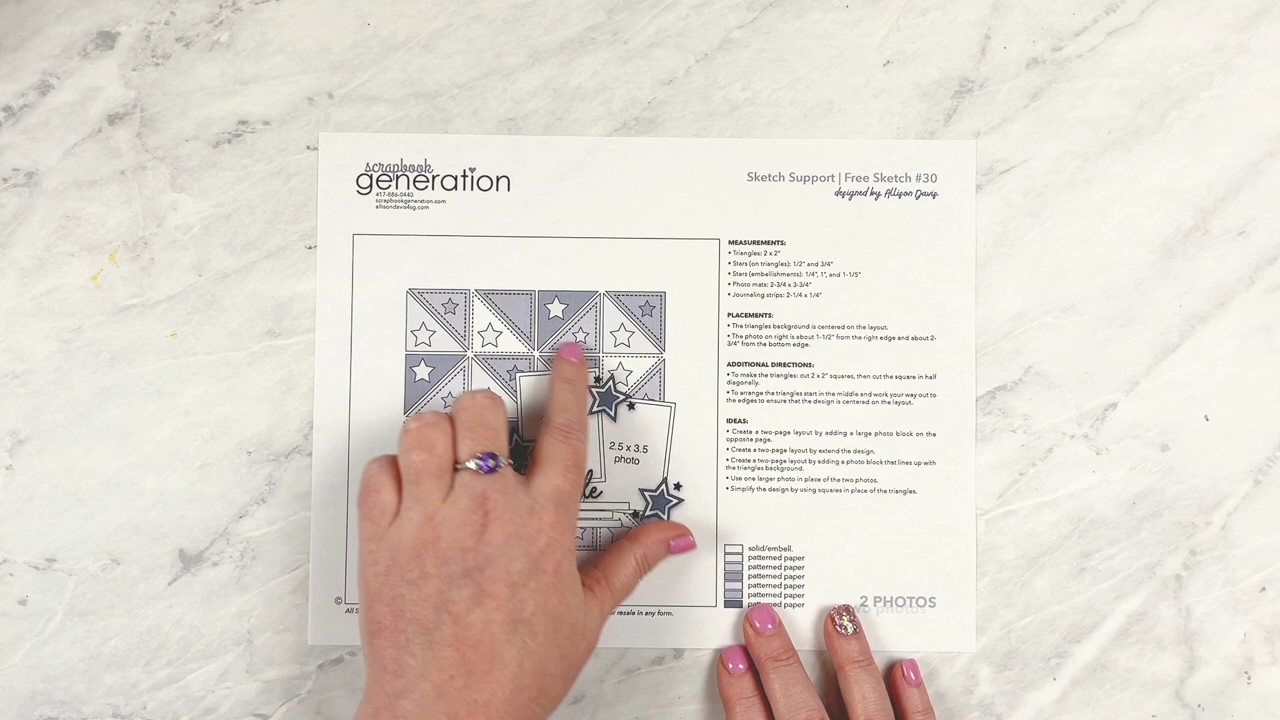 scrapbook
generation
417-886-0440
scrapbookgeneration.com
allisondavis4sg.com
Sketch Support | Free Sketch #30
designed by Allison Davis
2.5 x 3.5
photo
MEASUREMENTS:
• Triangles: 2 x 2"
• Stars (on triangles): 1/2" and 3/4"
• Stars (embellishments): 1/4", 1", and 1-1/5"
• Photo mats: 2-3/4 x 3-3/4"
• Journaling strips: 2-1/4 x 1/4"
PLACEMENTS:
• The triangles background is centered on the layout.
• The photo on right is about 1-1/2" from the right edge and about 2-
3/4" from the bottom edge.
ADDITIONAL DIRECTIONS:
• To make the triangles: cut 2 x 2" squares, then cut the square in half
diagonally.
• To arrange the triangles start in the middle and work your way out to
the edges to ensure that the design is centered on the layout.
IDEAS:
• Create a two-page layout by adding a large photo block on the
opposite page.
• Create a two-page layout by extend the design.
• Create a two-page layout by adding a photo block that lines up with
the triangles background.
• Use one larger photo in place of the two photos.
• Simplify the design by using squares in place of the triangles.
solid/embell.
patterned paper
patterned paper
patterned paper
patterned paper
patterned paper
patterned paper
2 PHOTOS
©
All
resale in any form.